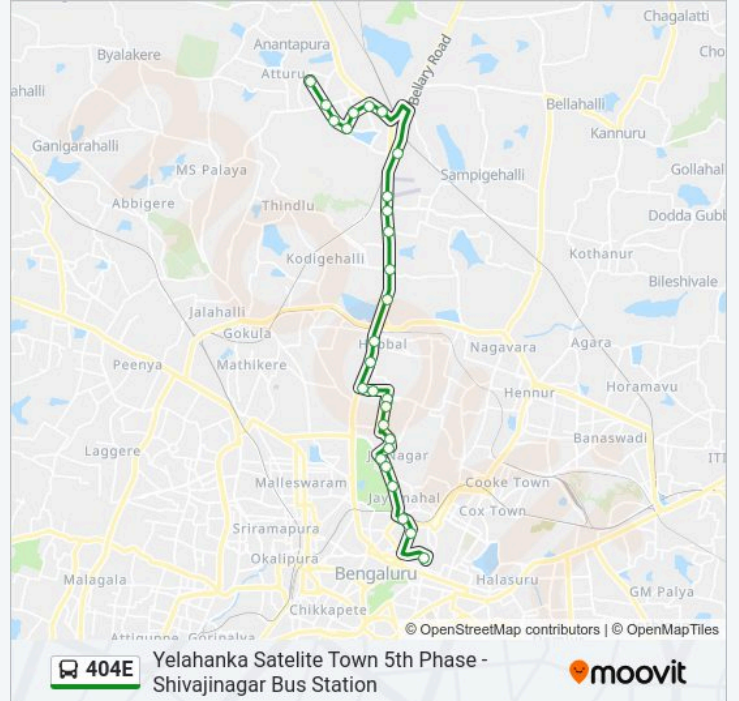 Chagalatti
Byalakere
Anantapura
Cho
Atturu
Bellary Road
ahalli
Bellahalli
Kannuru
Ganigarahalli
MS Palaya
Sampigehalli
Gollahal
Abbigere
Thindlu
Dodda Gubb
Kodigehalli
Kothanur
Bileshivale
Jalahalli
Gokula
Hebbal
Nagavara
Agara
Peenya
Mathikere
Hennur
Horamavu
Banaswadi
Laggere
Nagar
ITI
Malleswaram
Cooke Town
Jayamahal
Cox Town
Sriramapura
Okalipura
Bengaluru
Malagala
Halasuru
GM Palya
Chikkapete
© OpenStreetMap contributors | © OpenMapTiles
Attiguppe Goripalya
404E
Yelahanka Satelite Town 5th Phase -
Shivajinagar Bus Station
moovit